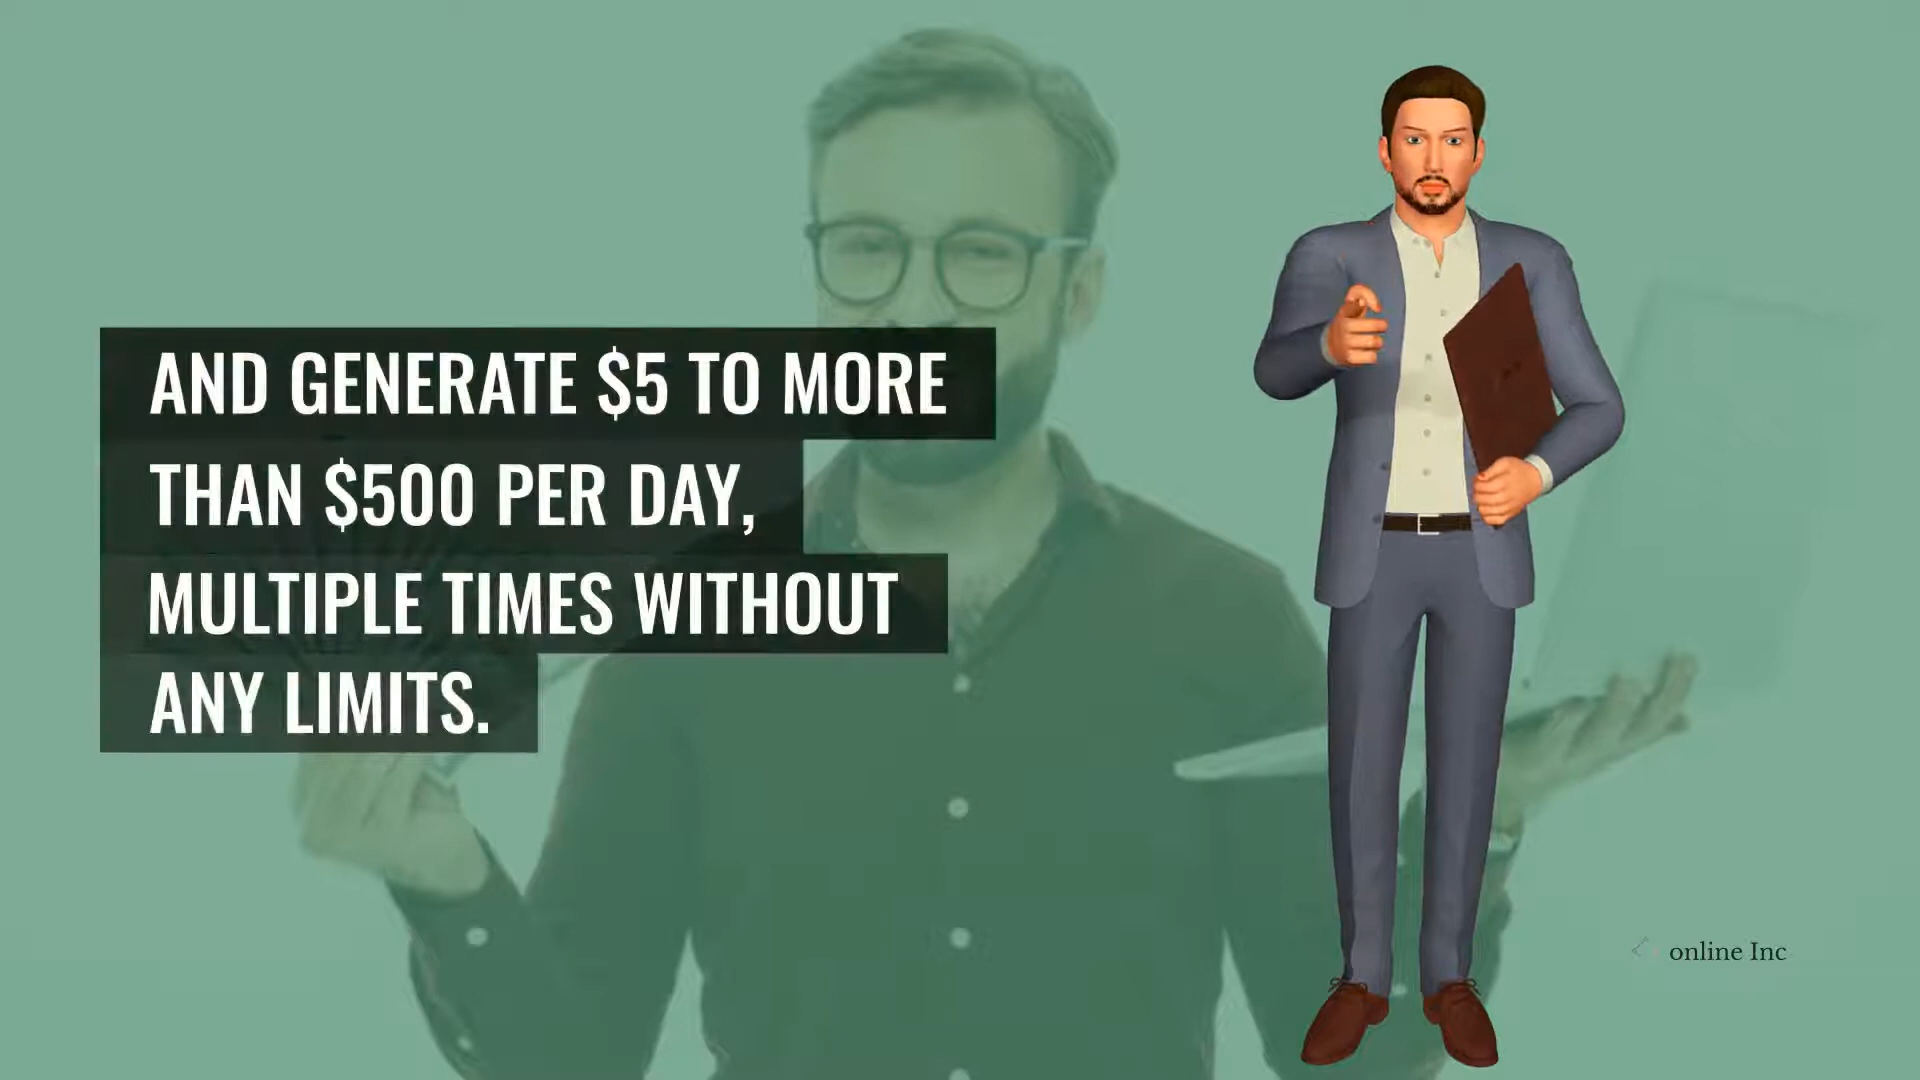 AND GENERATE $5 TO MORE
THAN $500 PER DAY,
MULTIPLE TIMES WITHOUT
ANY LIMITS.
online Inc